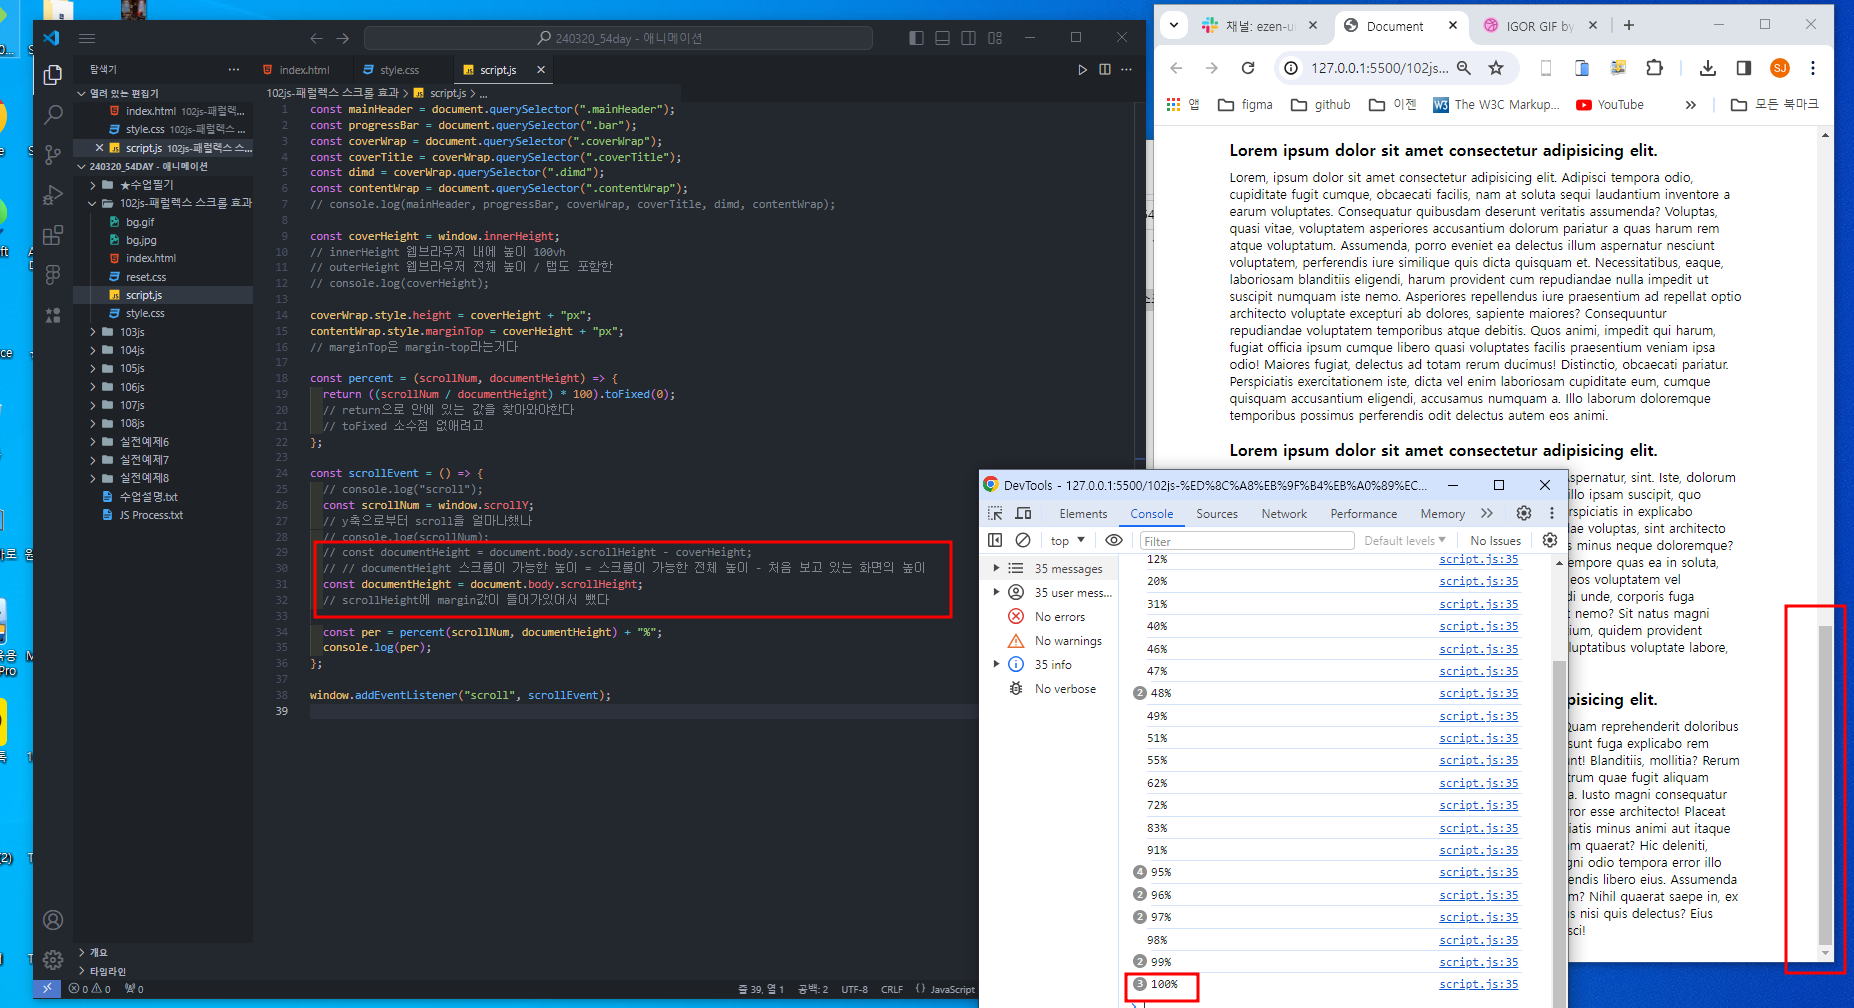 240320_54day - 애니메이션
탐색기
index.html
style.css
script.js
열려 있는 편집기
index.html 102js-패럴렉...
style.css 102js-패럴렉스 ...
script.js 102js-패럴렉스 스...
240320_54DAY - 애니메이션
★수업필기
102js-패럴렉스 스크롤 효과
bg.gif
bg.jpg
index.html
reset.css
script.js
style.css
103js
104js
105js
106js
107js
108js
실전예제6
실전예제7
실전예제8
수업설명.txt
JS Process.txt
개요
타임라인
102js-패럴렉스 스크롤 효과 > script.js > ...
1 const mainHeader = document.querySelector(".mainHeader");
2 const progressBar = document.querySelector(".bar");
3 const coverWrap = document.querySelector(".coverWrap");
4 const coverTitle = coverWrap.querySelector(".coverTitle");
5 const dimd = coverWrap.querySelector(".dimd");
6 const contentWrap = document.querySelector(".contentWrap");
7 // console.log(mainHeader, progressBar, coverWrap, coverTitle, dimd, contentWrap);
8
9 const coverHeight = window.innerHeight;
10 // innerHeight 웹브라우저 내에 높이 100vh
11 // outerHeight 웹브라우저 전체 높이 / 탭도 포함한
12 // console.log(coverHeight);
13
14 coverWrap.style.height = coverHeight + "px";
15 contentWrap.style.marginTop = coverHeight + "px";
16 // marginTop은 margin-top라는거다
17
18 const percent = (scrollNum, documentHeight) => {
19 return ((scrollNum / documentHeight) * 100).toFixed(0);
20 // return으로 안에 있는 값을 찾아와야한다
21 // toFixed 소수점 없애려고
22 };
23
24 const scrollEvent = () => {
25 // console.log("scroll");
26 const scrollNum = window.scrollY;
27 // y축으로부터 scroll을 얼마나했나
28 // console.log(scrollNum);
29 // const documentHeight = document.body.scrollHeight - coverHeight;
30 // // documentHeight 스크롤이 가능한 높이 = 스크롤이 가능한 전체 높이 - 처음 보고 있는 화면의 높이
31 const documentHeight = document.body.scrollHeight;
32 // scrollHeight에 margin값이 들어가있어서 뺐다
33
34 const per = percent(scrollNum, documentHeight) + "%";
35 console.log(per);
36 };
37
38 window.addEventListener("scroll", scrollEvent);
39
0 0 0
줄 39, 열 1 공백: 2 UTF-8 CRLF {} JavaScript
채널: ezen-u
Document
IGOR GIF by
127.0.0.1:5500/102js...
SJ
앱 figma github 이젠 The W3C Markup... YouTube » 모든 북마크
Lorem ipsum dolor sit amet consectetur adipisicing elit.
Lorem, ipsum dolor sit amet consectetur adipisicing elit. Adipisci tempora odio,
cupiditate fugit cumque, obcaecati facilis, nam at soluta sequi laudantium inventore a
earum voluptates. Consequatur quibusdam deserunt veritatis assumenda? Voluptas,
quasi vitae, voluptatem asperiores accusantium dolorum pariatur a quas harum rem
atque voluptatum. Assumenda, porro eveniet ea delectus illum aspernatur nesciunt
voluptatem, perferendis iure similique quis dicta quisquam et. Necessitatibus, eaque,
laboriosam blanditiis eligendi, harum provident cum repudiandae nulla impedit ut
suscipit numquam iste nemo. Asperiores repellendus iure praesentium ad repellat optio
architecto voluptate excepturi ab dolores, sapiente maiores? Consequuntur
repudiandae voluptatem temporibus atque debitis. Quos animi, impedit qui harum,
fugiat officia ipsum cumque libero quasi voluptates facilis praesentium veniam ipsa
odio! Maiores fugiat, delectus ad totam rerum ducimus! Distinctio, obcaecati pariatur.
Perspiciatis exercitationem iste, dicta vel enim laboriosam cupiditate eum, cumque
quisquam accusantium eligendi, accusamus numquam a. Illo laborum doloremque
temporibus possimus perferendis odit delectus autem eos animi.
Lorem ipsum dolor sit amet consectetur adipisicing elit.
spernatur, sint. Iste, dolorum
illo ipsam suscipit, quo
rspiciatis in explicabo
ae voluptas, sint architecto
s minus neque doloremque?
empore quas ea in soluta,
eos voluptatem vel
di unde, corporis fuga
t nemo? Sit natus magni
ium, quidem provident
luptatibus voluptate labore,
pisicing elit.
Quam reprehenderit doloribus
sunt fuga explicabo rem
unt! Blanditiis, mollitia? Rerum
trum quae fugit aliquam
a. Iusto magni consequatur
ror esse architecto! Placeat
iatis minus animi aut itaque
m quaerat? Hic deleniti,
gni odio tempora error illo
endis libero eius. Assumenda
m? Nihil quaerat saepe in, ex
s nisi quis delectus? Eius
sci!
DevTools - 127.0.0.1:5500/102js-%ED%8C%A8%EB%9F%B4%EB%A0%89%EC...
Elements Console Sources Network Performance Memory »
top Filter Default levels No Issues
35 messages
35 user mess...
No errors
No warnings
35 info
No verbose
12% script.js:35
20% script.js:35
31% script.js:35
40% script.js:35
46% script.js:35
47% script.js:35
2 48% script.js:35
49% script.js:35
51% script.js:35
55% script.js:35
62% script.js:35
72% script.js:35
83% script.js:35
91% script.js:35
4 95% script.js:35
2 96% script.js:35
2 97% script.js:35
98% script.js:35
2 99% script.js:35
3 100% script.js:35